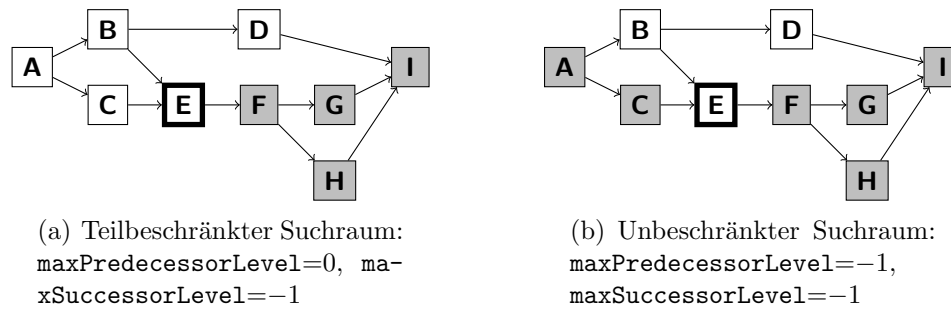 B D
A I
C E F G
H
B D
A I
C E F G
H
(a) Teilbeschränkter Suchraum:
maxPredecessorLevel=0, ma-
xSuccessorLevel=−1
(b) Unbeschränkter Suchraum:
maxPredecessorLevel=−1,
maxSuccessorLevel=−1